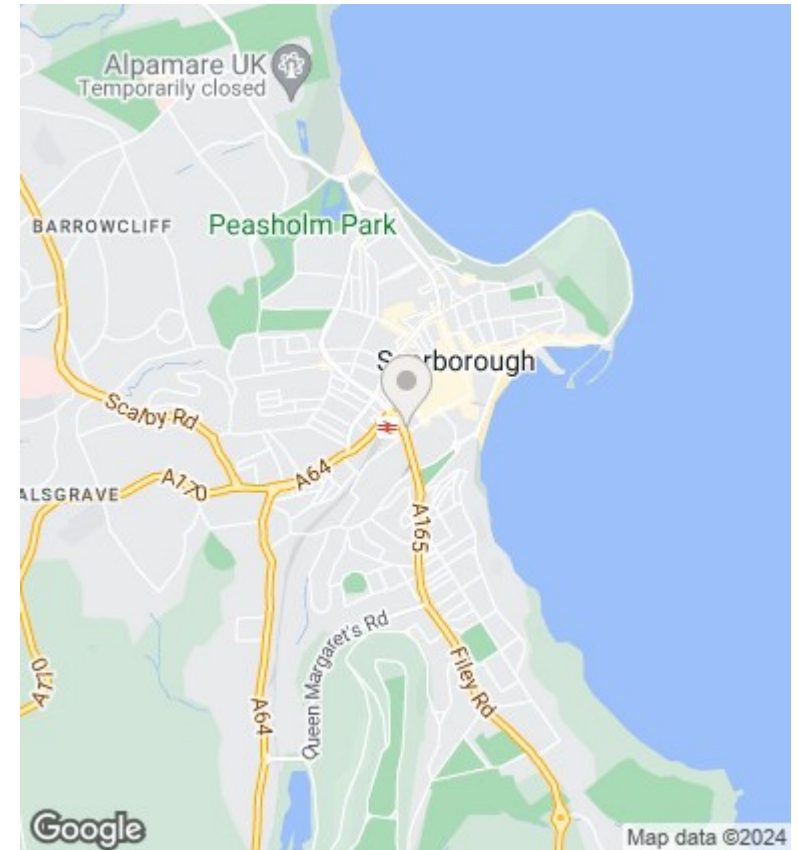 Alpamare UK
Temporarily closed
BARROWCLIFF
Peasholm Park
Scarborough
Scalby Rd
A64
A170
ALSGRAVE
A165
Queen Margaret's Rd
A170
A64
Filey Rd
Google
Map data ©2024